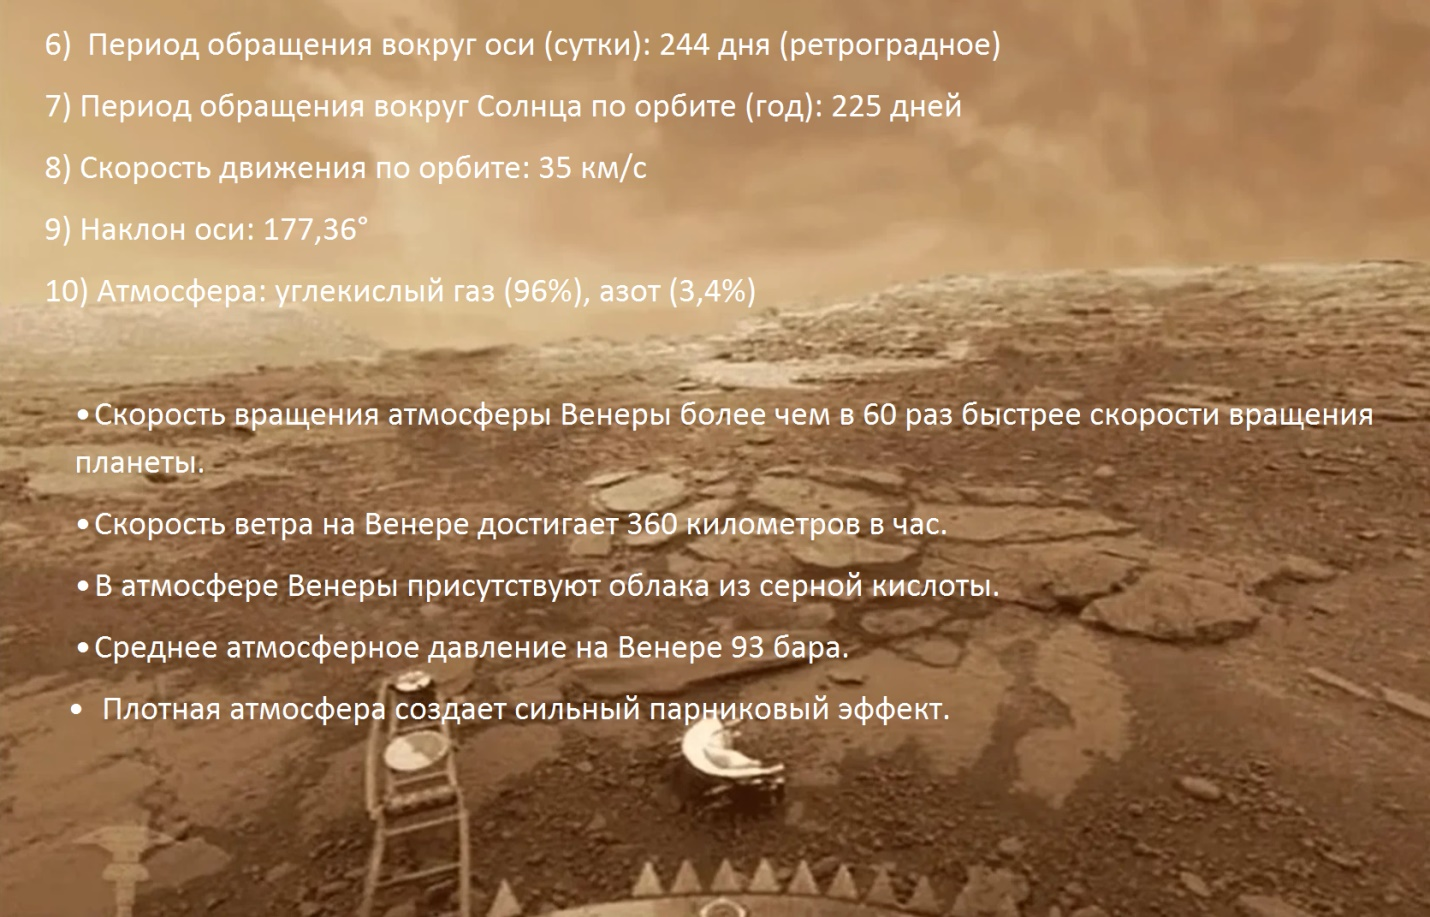 6) Период обращения вокруг оси (сутки): 244 дня (ретроградное)
7) Период обращения вокруг Солнца по орбите (год): 225 дней
8) Скорость движения по орбите: 35 км/с
9) Наклон оси: 177,36°
10) Атмосфера: углекислый газ (96%), азот (3,4%)
•Скорость вращения атмосферы Венеры более чем в 60 раз быстрее скорости вращения
планеты.
•Скорость ветра на Венере достигает 360 километров в час.
•В атмосфере Венеры присутствуют облака из серной кислоты.
•Среднее атмосферное давление на Венере 93 бара.
• Плотная атмосфера создает сильный парниковый эффект.